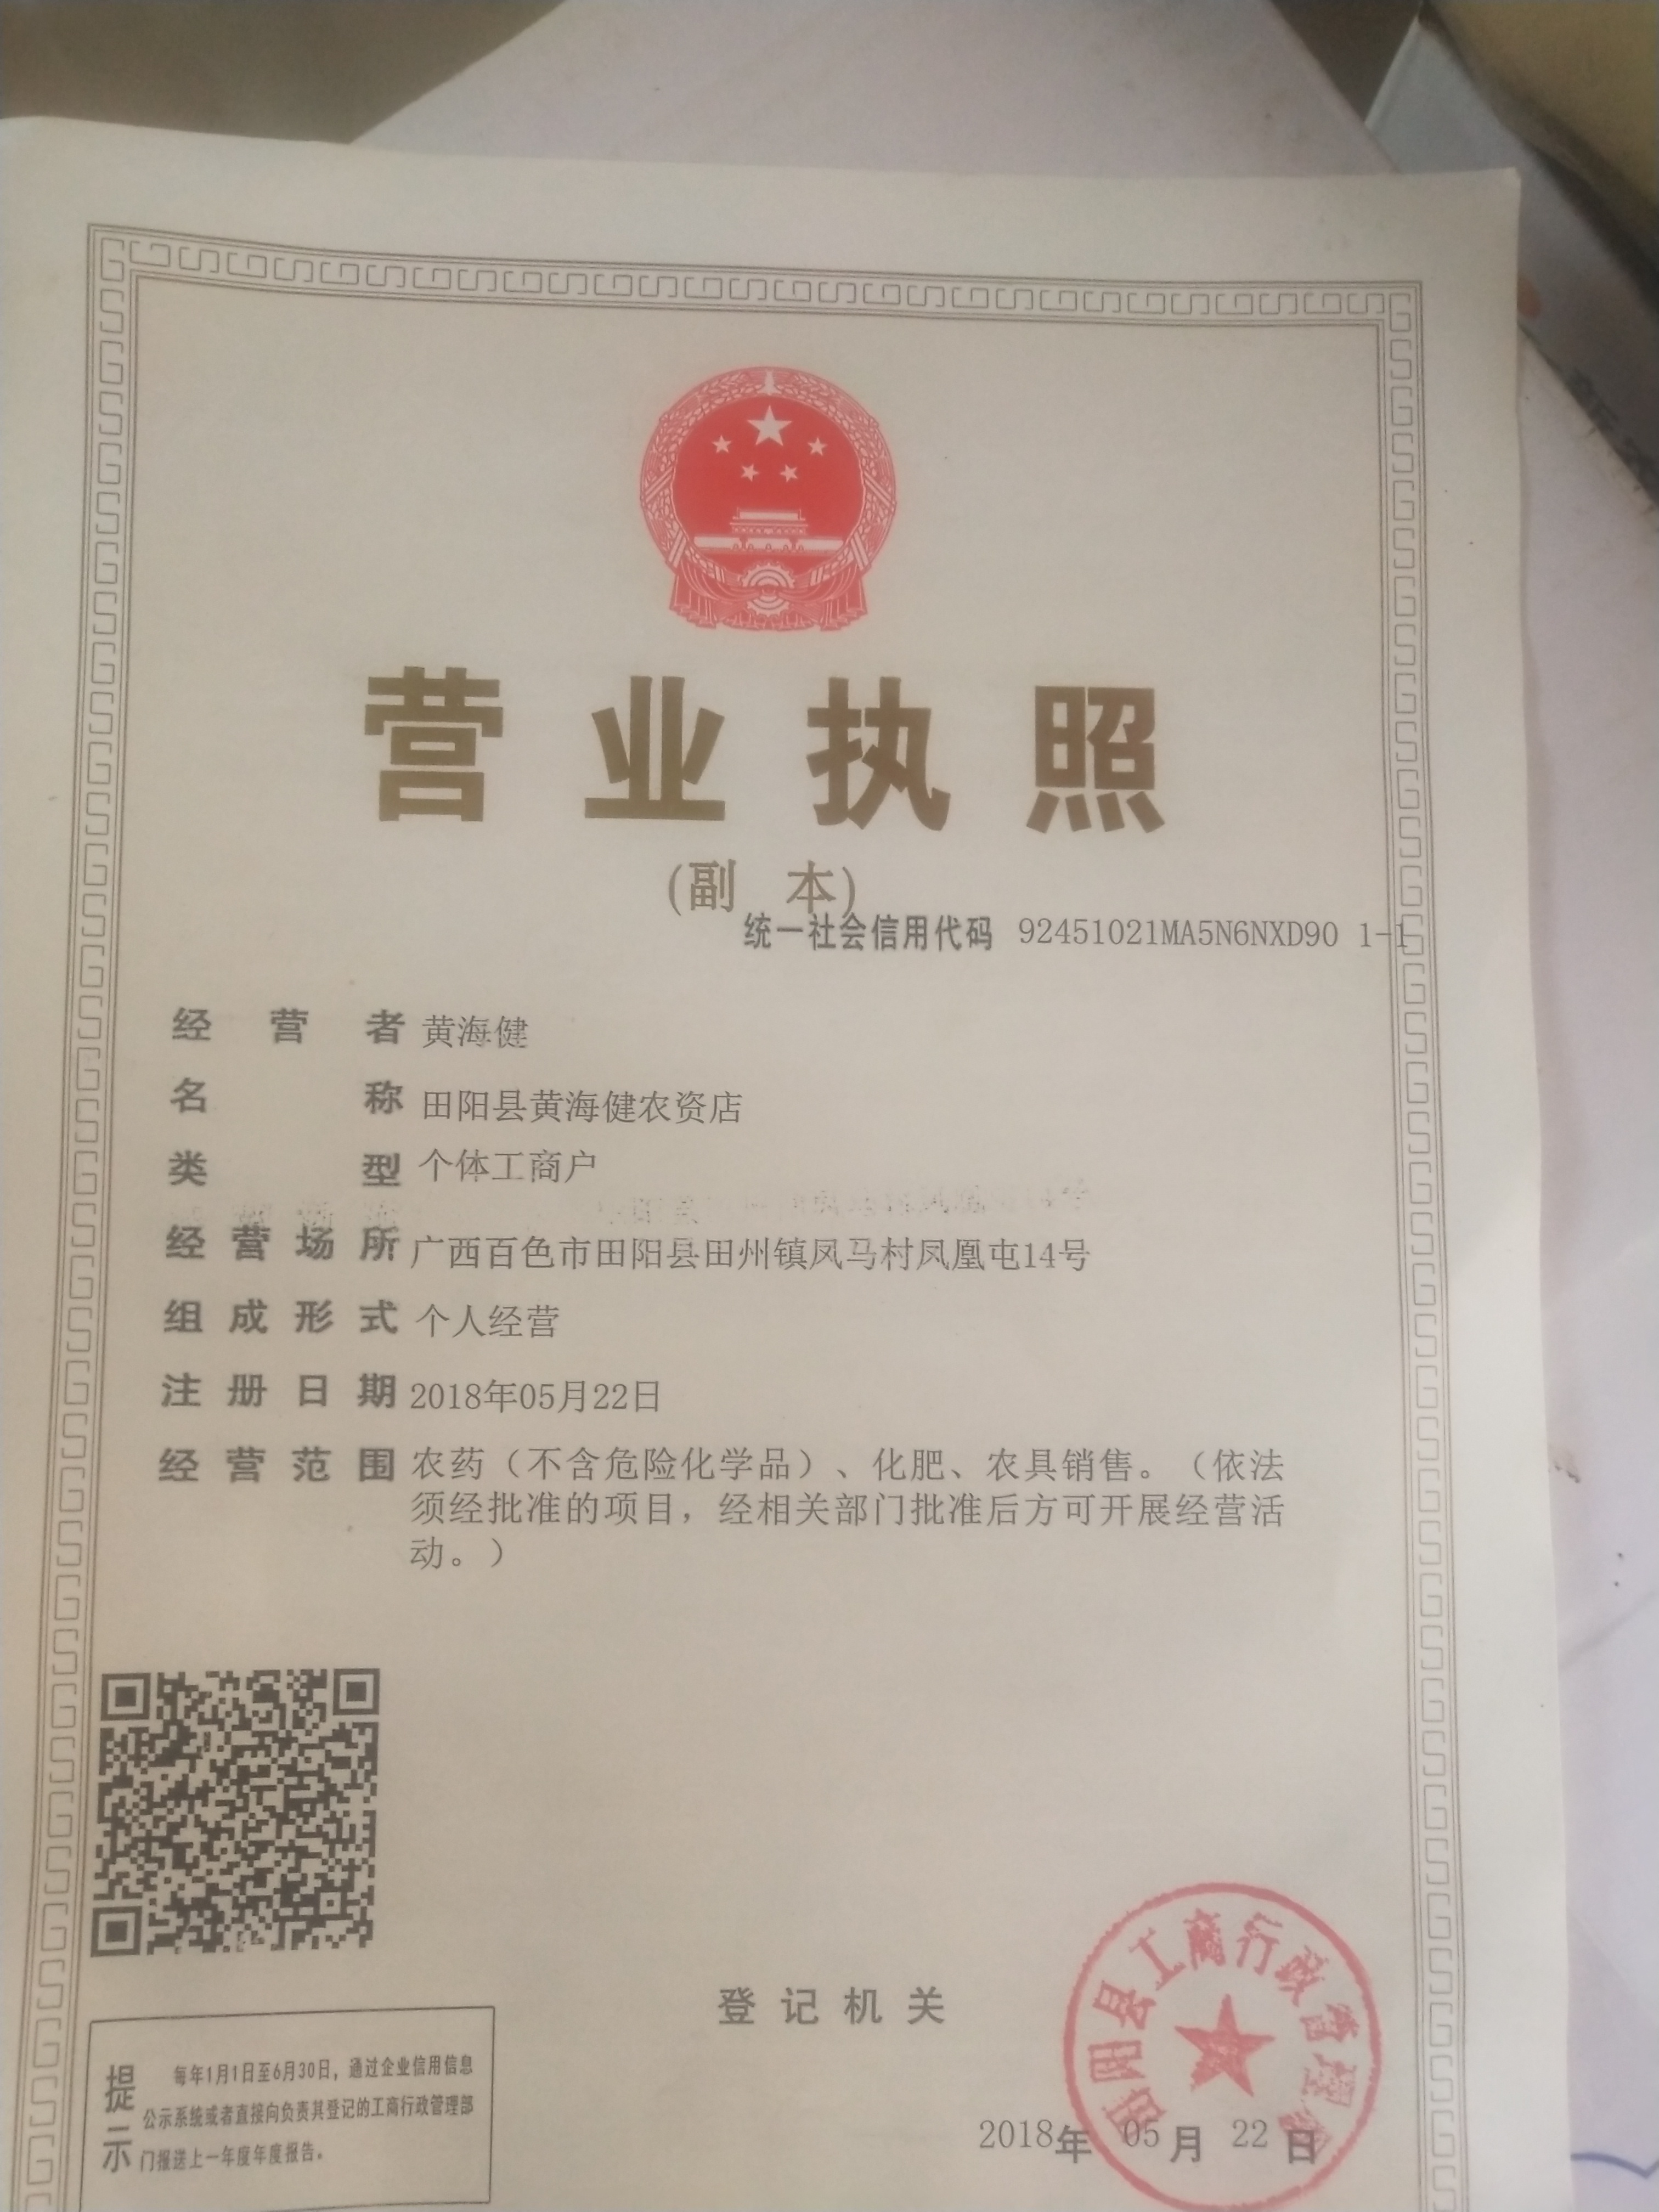 营业执照
(副 本)
统一社会信用代码 92451021MA5N6NXD90 1-1
经营者 黄海健
名称 田阳县黄海健农资店
类型 个体工商户
经营场所 广西百色市田阳县田州镇凤马村凤凰屯14号
组成形式 个人经营
注册日期 2018年05月22日
经营范围 农药（不含危险化学品）、化肥、农具销售。（依法
须经批准的项目，经相关部门批准后方可开展经营活
动。）
登记机关
田阳县工商行政管理局
2018年 05月 22日
提示
每年1月1日至6月30日，通过企业信用信息
公示系统或者直接向负责其登记的工商行政管理部
门报送上一年度年度报告。